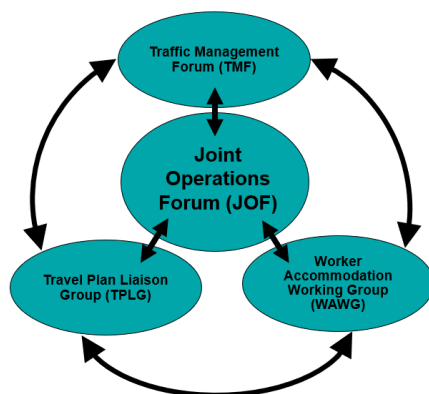 Traffic Management
Forum (TMF)
Joint
Operations
Forum (JOF)
Travel Plan Liaison
Group (TPLG)
Worker
Accommodation
Working Group
(WAWG)